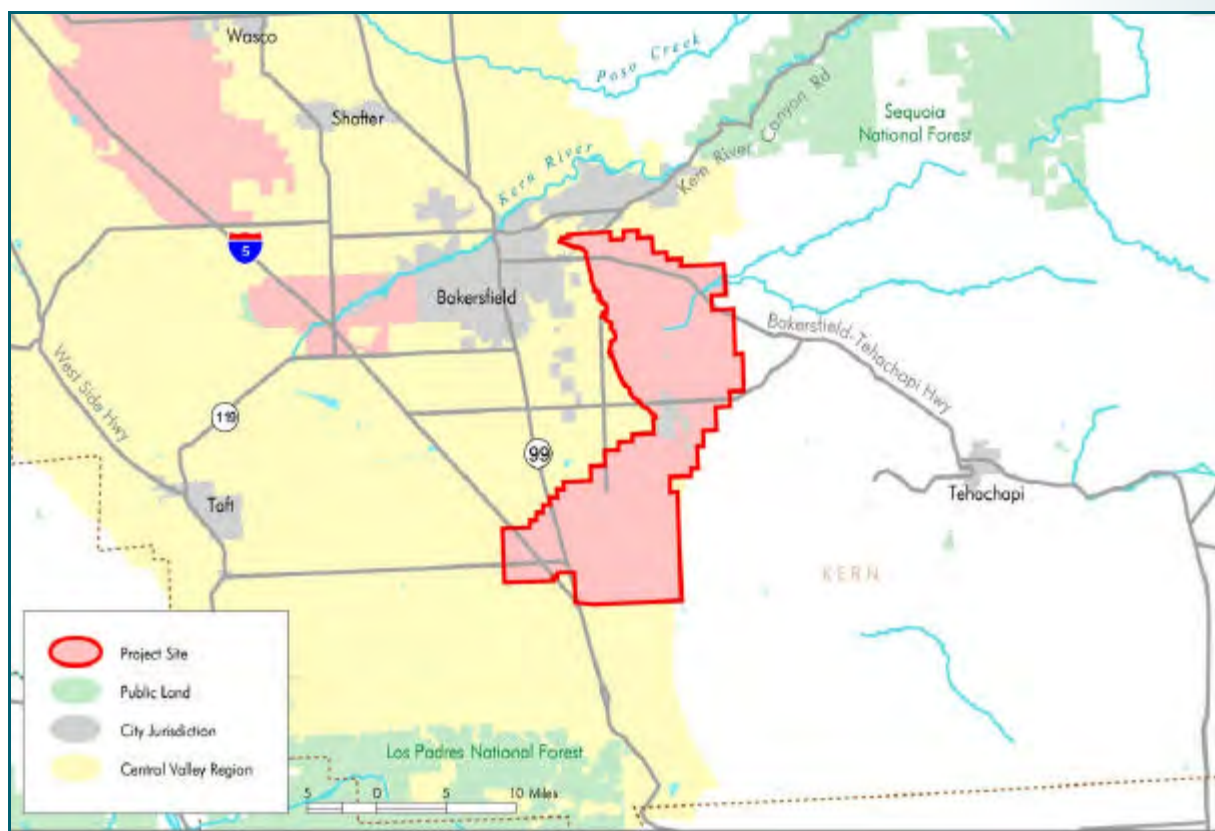 Wasco
Poso Creek
Shafter
Sequoia
National Forest
Kern River
Kern River Canyon Rd
5
Bakersfield
Bakersfield-Tehachapi Hwy
West Side Hwy
119
99
Taft
Tehachapi
KERN
Project Site
Public Land
City Jurisdiction
Central Valley Region
Los Padres National Forest
5 0 5 10 Miles